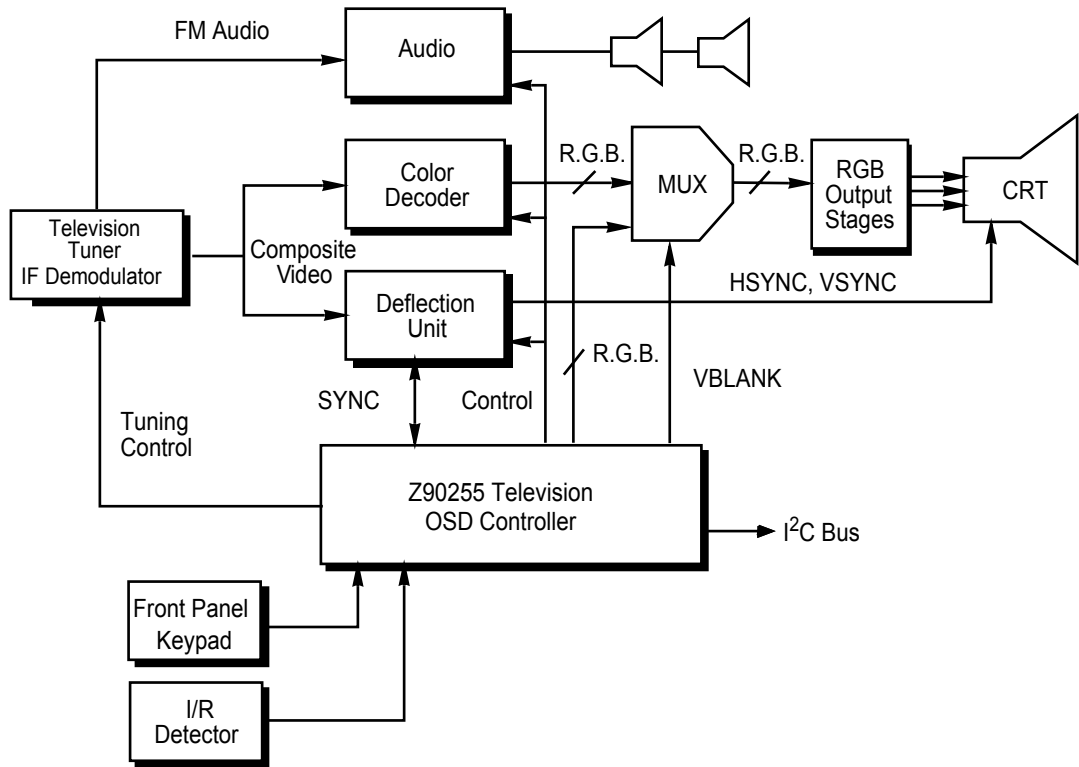 FM Audio
Audio
R.G.B.
MUX
R.G.B.
RGB
Output
Stages
CRT
Color
Decoder
Television
Tuner
IF Demodulator
Composite
Video
Deflection
Unit
HSYNC, VSYNC
R.G.B.
VBLANK
SYNC
Control
Tuning
Control
Z90255 Television
OSD Controller
I²C Bus
Front Panel
Keypad
I/R
Detector